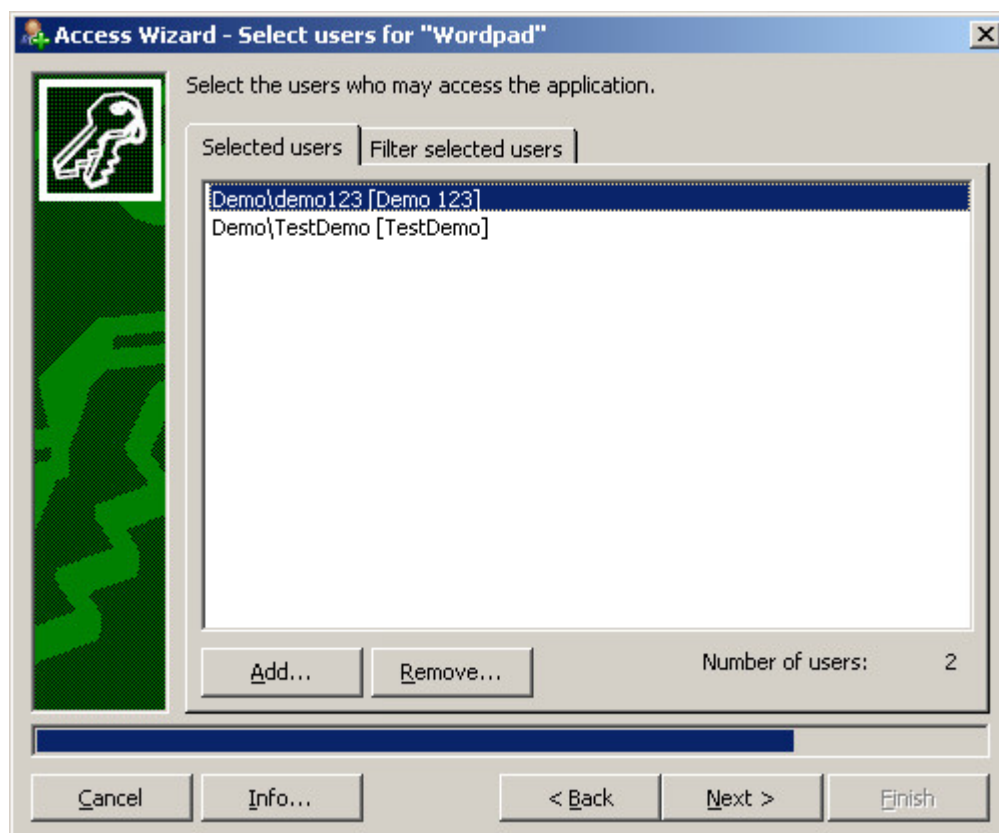 Access Wizard - Select users for "Wordpad"
Select the users who may access the application.
Selected users
Filter selected users
Demo\demo123 [Demo 123]
Demo\TestDemo [TestDemo]
Add...
Remove...
Number of users: 2
Cancel
Info...
< Back
Next >
Finish